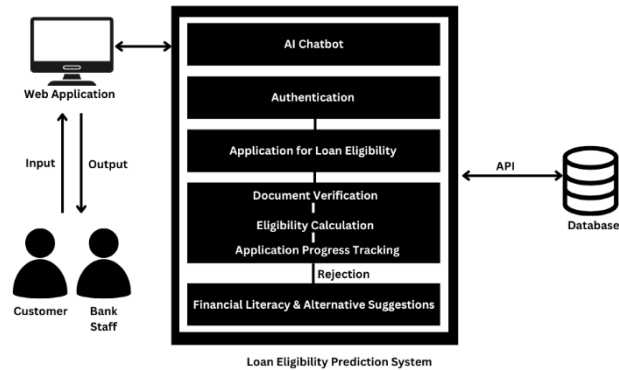 Web Application
Input
Output
Customer
Bank
Staff
AI Chatbot
Authentication
Application for Loan Eligibility
Document Verification
Eligibility Calculation
Application Progress Tracking
Rejection
Financial Literacy & Alternative Suggestions
API
Database
Loan Eligibility Prediction System